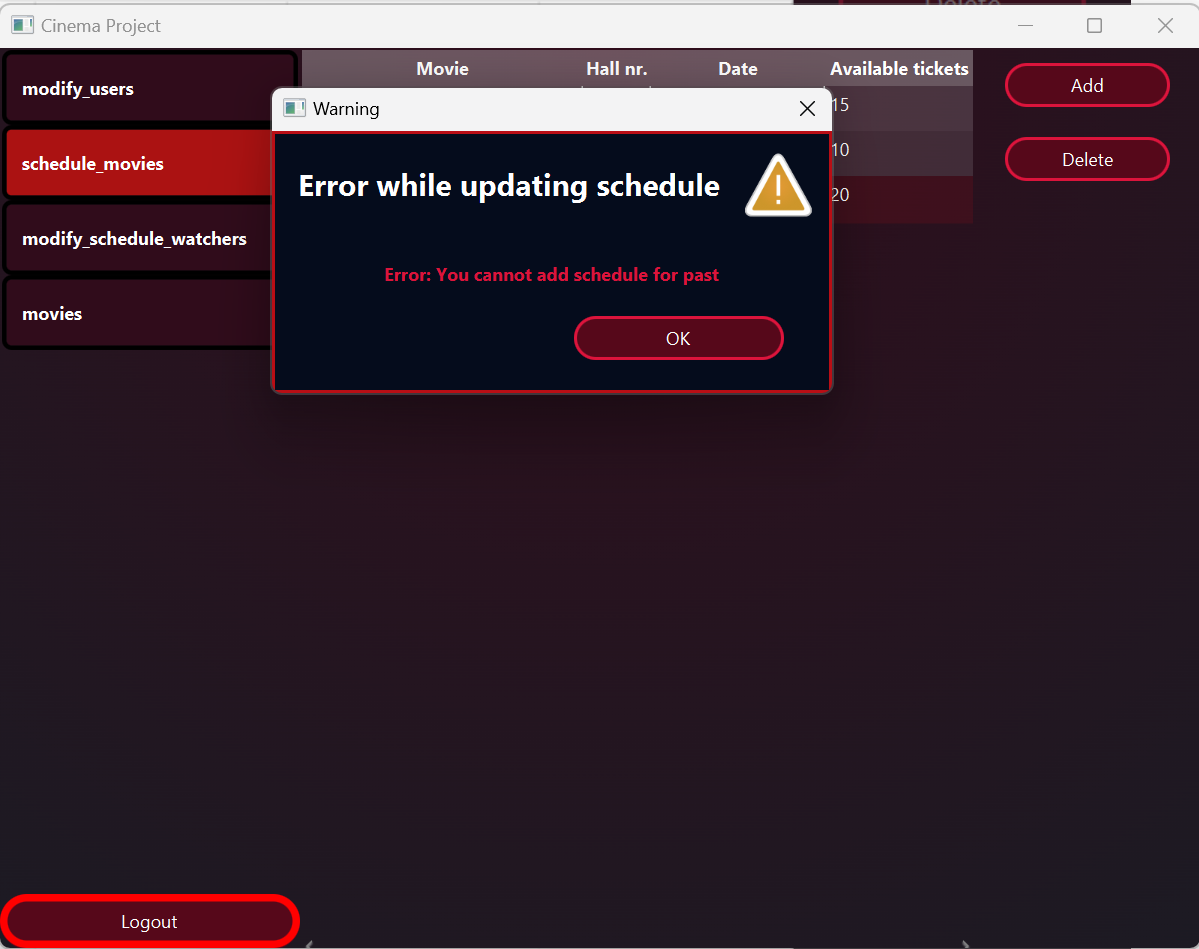 Delete
Cinema Project
modify_users
schedule_movies
modify_schedule_watchers
movies
Logout
Movie Hall nr. Date Available tickets
15
10
20
Add
Delete
Warning
Error while updating schedule
Error: You cannot add schedule for past
OK